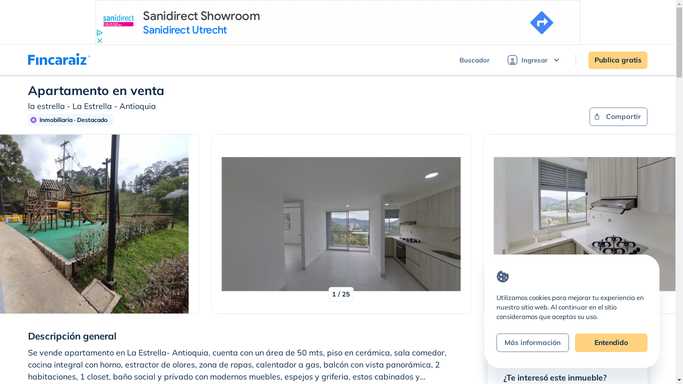 sanidirect
Sanidirect Showroom
Sanidirect Utrecht
Fincaraiz
Buscador
Ingresar
Publica gratis
Apartamento en venta
la estrella - La Estrella - Antioquia
Inmobiliaria · Destacado
Compartir
1 / 25
Utilizamos cookies para mejorar tu experiencia en
nuestro sitio web. Al continuar en el sitio
consideramos que aceptas su uso.
Más información
Entendido
Descripción general
Se vende apartamento en La Estrella- Antioquia, cuenta con un área de 50 mts, piso en cerámica, sala comedor,
cocina integral con horno, extractor de olores, zona de ropas, calentador a gas, balcón con vista panorámica, 2
habitaciones, 1 closet, baño social y privado con modernos muebles, espejos y griferia, estos cabinados y...
¿Te interesó este inmueble?